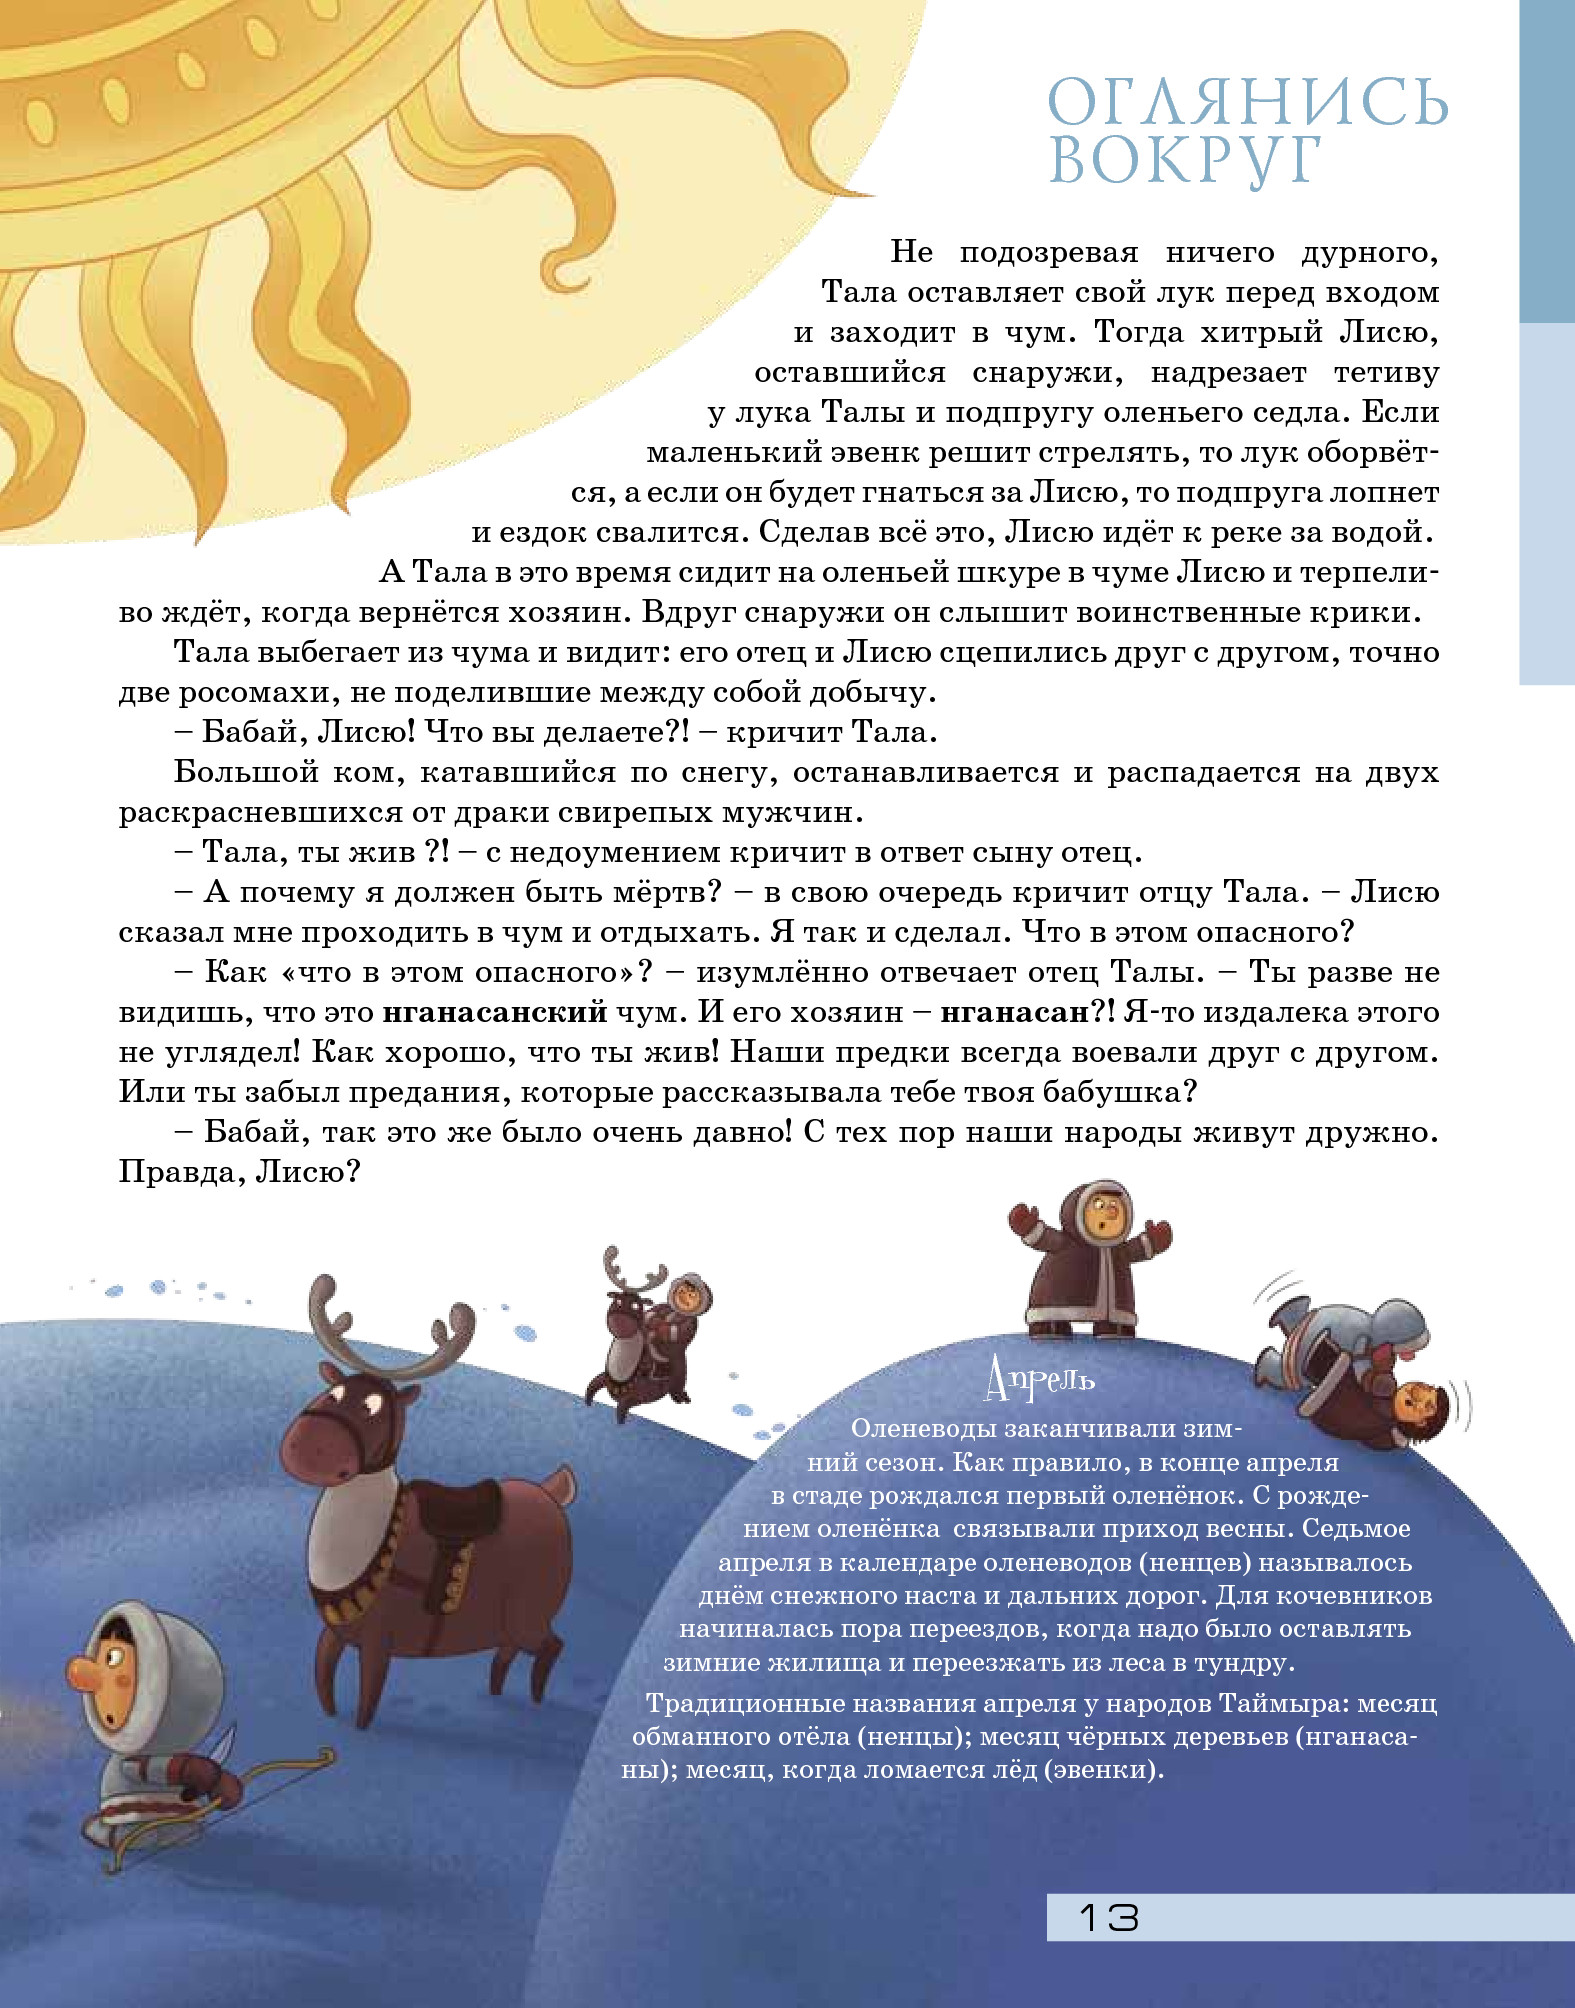 ОГЛЯНИСЬ
ВОКРУГ
Не подозревая ничего дурного,
Тала оставляет свой лук перед входом
и заходит в чум. Тогда хитрый Лисю,
оставшийся снаружи, надрезает тетиву
у лука Талы и подпругу оленьего седла. Если
маленький эвенк решит стрелять, то лук оборвёт-
ся, а если он будет гнаться за Лисю, то подпруга лопнет
и ездок свалится. Сделав всё это, Лисю идёт к реке за водой.
А Тала в это время сидит на оленьей шкуре в чуме Лисю и терпели-
во ждёт, когда вернётся хозяин. Вдруг снаружи он слышит воинственные крики.
Тала выбегает из чума и видит: его отец и Лисю сцепились друг с другом, точно
две росомахи, не поделившие между собой добычу.
– Бабай, Лисю! Что вы делаете?! – кричит Тала.
Большой ком, катавшийся по снегу, останавливается и распадается на двух
раскрасневшихся от драки свирепых мужчин.
– Тала, ты жив ?! – с недоумением кричит в ответ сыну отец.
– А почему я должен быть мёртв? – в свою очередь кричит отцу Тала. – Лисю
сказал мне проходить в чум и отдыхать. Я так и сделал. Что в этом опасного?
– Как «что в этом опасного»? – изумлённо отвечает отец Талы. – Ты разве не
видишь, что это нганасанский чум. И его хозяин – нганасан?! Я-то издалека этого
не углядел! Как хорошо, что ты жив! Наши предки всегда воевали друг с другом.
Или ты забыл предания, которые рассказывала тебе твоя бабушка?
– Бабай, так это же было очень давно! С тех пор наши народы живут дружно.
Правда, Лисю?
Апрель
Оленеводы заканчивали зим-
ний сезон. Как правило, в конце апреля
в стаде рождался первый оленёнок. С рожде-
нием оленёнка связывали приход весны. Седьмое
апреля в календаре оленеводов (ненцев) называлось
днём снежного наста и дальних дорог. Для кочевников
начиналась пора переездов, когда надо было оставлять
зимние жилища и переезжать из леса в тундру.
Традиционные названия апреля у народов Таймыра: месяц
обманного отёла (ненцы); месяц чёрных деревьев (нганаса-
ны); месяц, когда ломается лёд (эвенки).
13